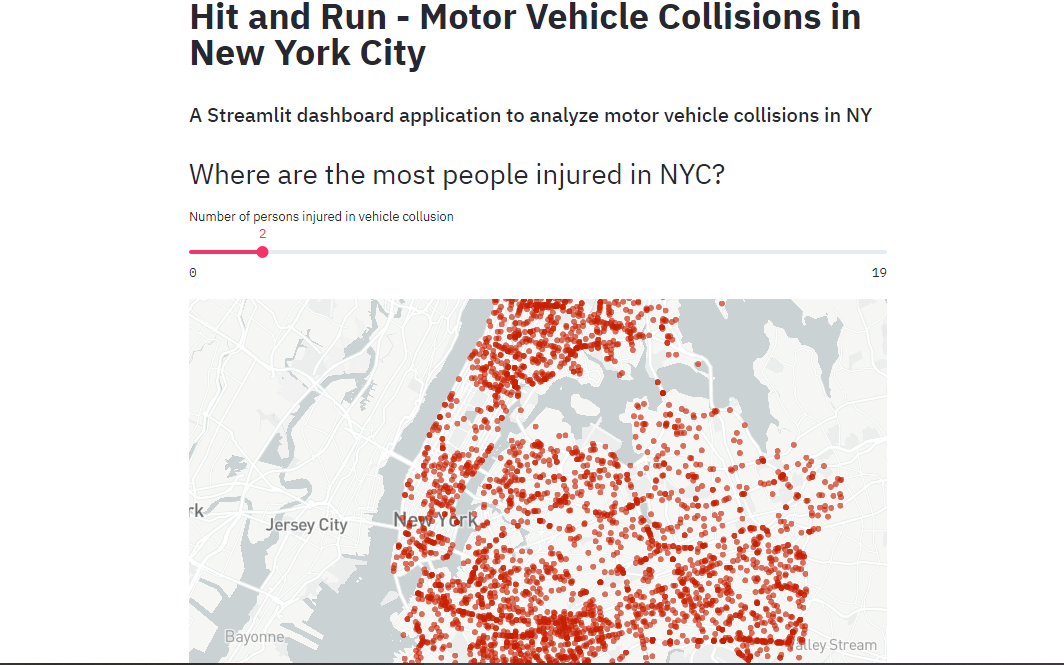 Hit and Run - Motor Vehicle Collisions in
New York City
A Streamlit dashboard application to analyze motor vehicle collisions in NY
Where are the most people injured in NYC?
Number of persons injured in vehicle collusion
2
0 19
rk
Jersey City
New York
Bayonne
alley Stream